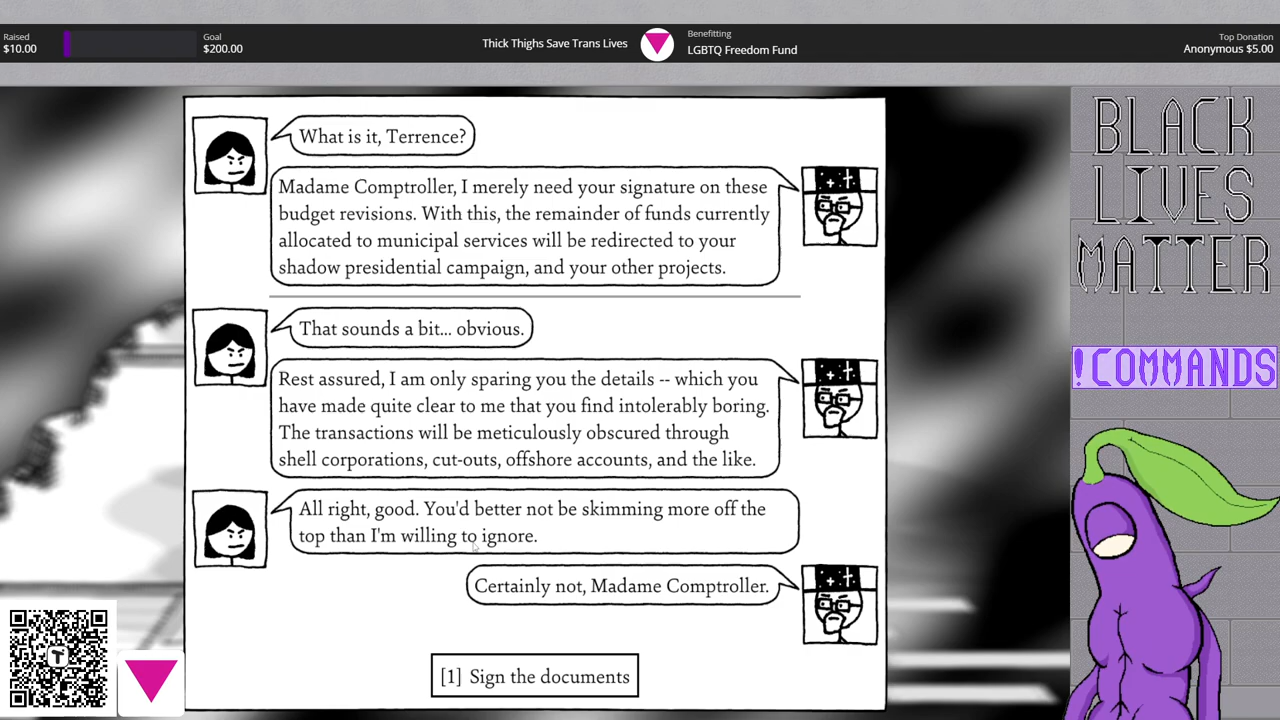 Raised
$10.00
Goal
$200.00
Thick Thighs Save Trans Lives
Benefitting
LGBTQ Freedom Fund
Top Donation
Anonymous $5.00
What is it, Terrence?
Madame Comptroller, I merely need your signature on these
budget revisions. With this, the remainder of funds currently
allocated to municipal services will be redirected to your
shadow presidential campaign, and your other projects.
That sounds a bit... obvious.
Rest assured, I am only sparing you the details -- which you
have made quite clear to me that you find intolerably boring.
The transactions will be meticulously obscured through
shell corporations, cut-outs, offshore accounts, and the like.
All right, good. You'd better not be skimming more off the
top than I'm willing to ignore.
Certainly not, Madame Comptroller.
[1] Sign the documents
BLACK
LIVES
MATTER
!COMMANDS
T